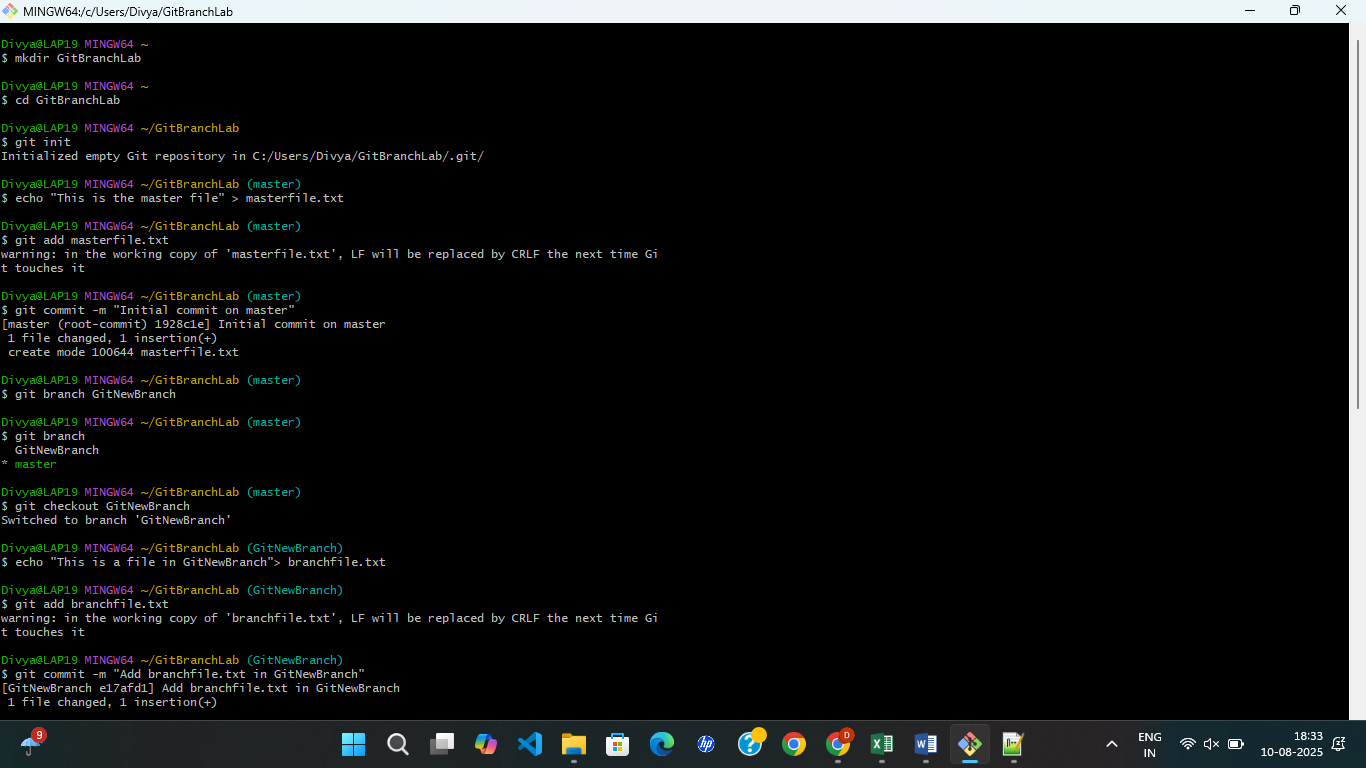 MINGW64:/c/Users/Divya/GitBranchLab
Divya@LAP19 MINGW64 ~
$ mkdir GitBranchLab
Divya@LAP19 MINGW64 ~
$ cd GitBranchLab
Divya@LAP19 MINGW64 ~/GitBranchLab
$ git init
Initialized empty Git repository in C:/Users/Divya/GitBranchLab/.git/
Divya@LAP19 MINGW64 ~/GitBranchLab (master)
$ echo "This is the master file" > masterfile.txt
Divya@LAP19 MINGW64 ~/GitBranchLab (master)
$ git add masterfile.txt
warning: in the working copy of 'masterfile.txt', LF will be replaced by CRLF the next time Gi
t touches it
Divya@LAP19 MINGW64 ~/GitBranchLab (master)
$ git commit -m "Initial commit on master"
[master (root-commit) 1928c1e] Initial commit on master
 1 file changed, 1 insertion(+)
 create mode 100644 masterfile.txt
Divya@LAP19 MINGW64 ~/GitBranchLab (master)
$ git branch GitNewBranch
Divya@LAP19 MINGW64 ~/GitBranchLab (master)
$ git branch
  GitNewBranch
* master
Divya@LAP19 MINGW64 ~/GitBranchLab (master)
$ git checkout GitNewBranch
Switched to branch 'GitNewBranch'
Divya@LAP19 MINGW64 ~/GitBranchLab (GitNewBranch)
$ echo "This is a file in GitNewBranch"> branchfile.txt
Divya@LAP19 MINGW64 ~/GitBranchLab (GitNewBranch)
$ git add branchfile.txt
warning: in the working copy of 'branchfile.txt', LF will be replaced by CRLF the next time Gi
t touches it
Divya@LAP19 MINGW64 ~/GitBranchLab (GitNewBranch)
$ git commit -m "Add branchfile.txt in GitNewBranch"
[GitNewBranch e17afd1] Add branchfile.txt in GitNewBranch
 1 file changed, 1 insertion(+)
9
hp
?
D
X
W
ENG
IN
18:33
10-08-2025